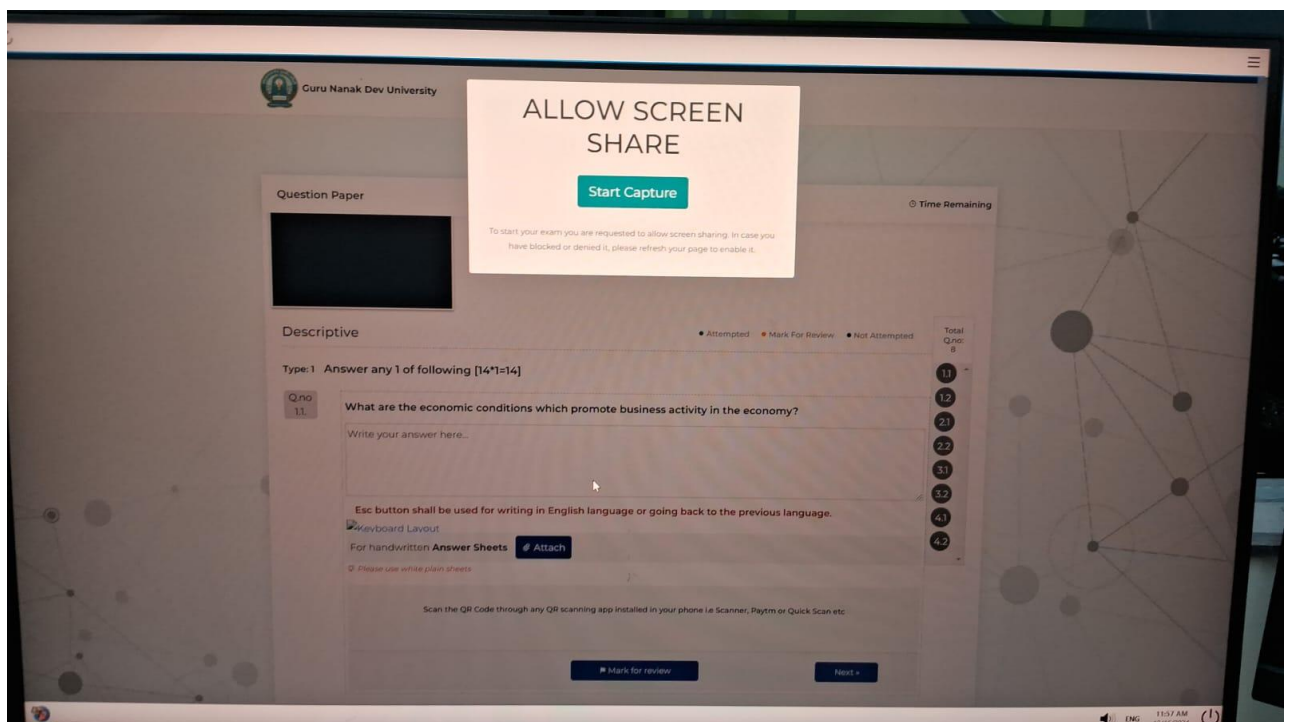 Guru Nanak Dev University
ALLOW SCREEN
SHARE
Start Capture
To start your exam you are requested to allow screen sharing. In case you
have blocked or denied it, please refresh your page to enable it.
Question Paper
Time Remaining
Descriptive
Attempted Mark For Review Not Attempted
Total
Q.no:
8
Type: 1 Answer any 1 of following [14*1=14]
Q.no
1.1.
What are the economic conditions which promote business activity in the economy?
Write your answer here...
1.1
1.2
2.1
2.2
3.1
3.2
4.1
4.2
Esc button shall be used for writing in English language or going back to the previous language.
Keyboard Layout
For handwritten Answer Sheets Attach
Please use white plain sheets
Scan the QR Code through any QR scanning app installed in your phone i.e Scanner, Paytm or Quick Scan etc
Mark for review
Next »
ENG 11:57 AM